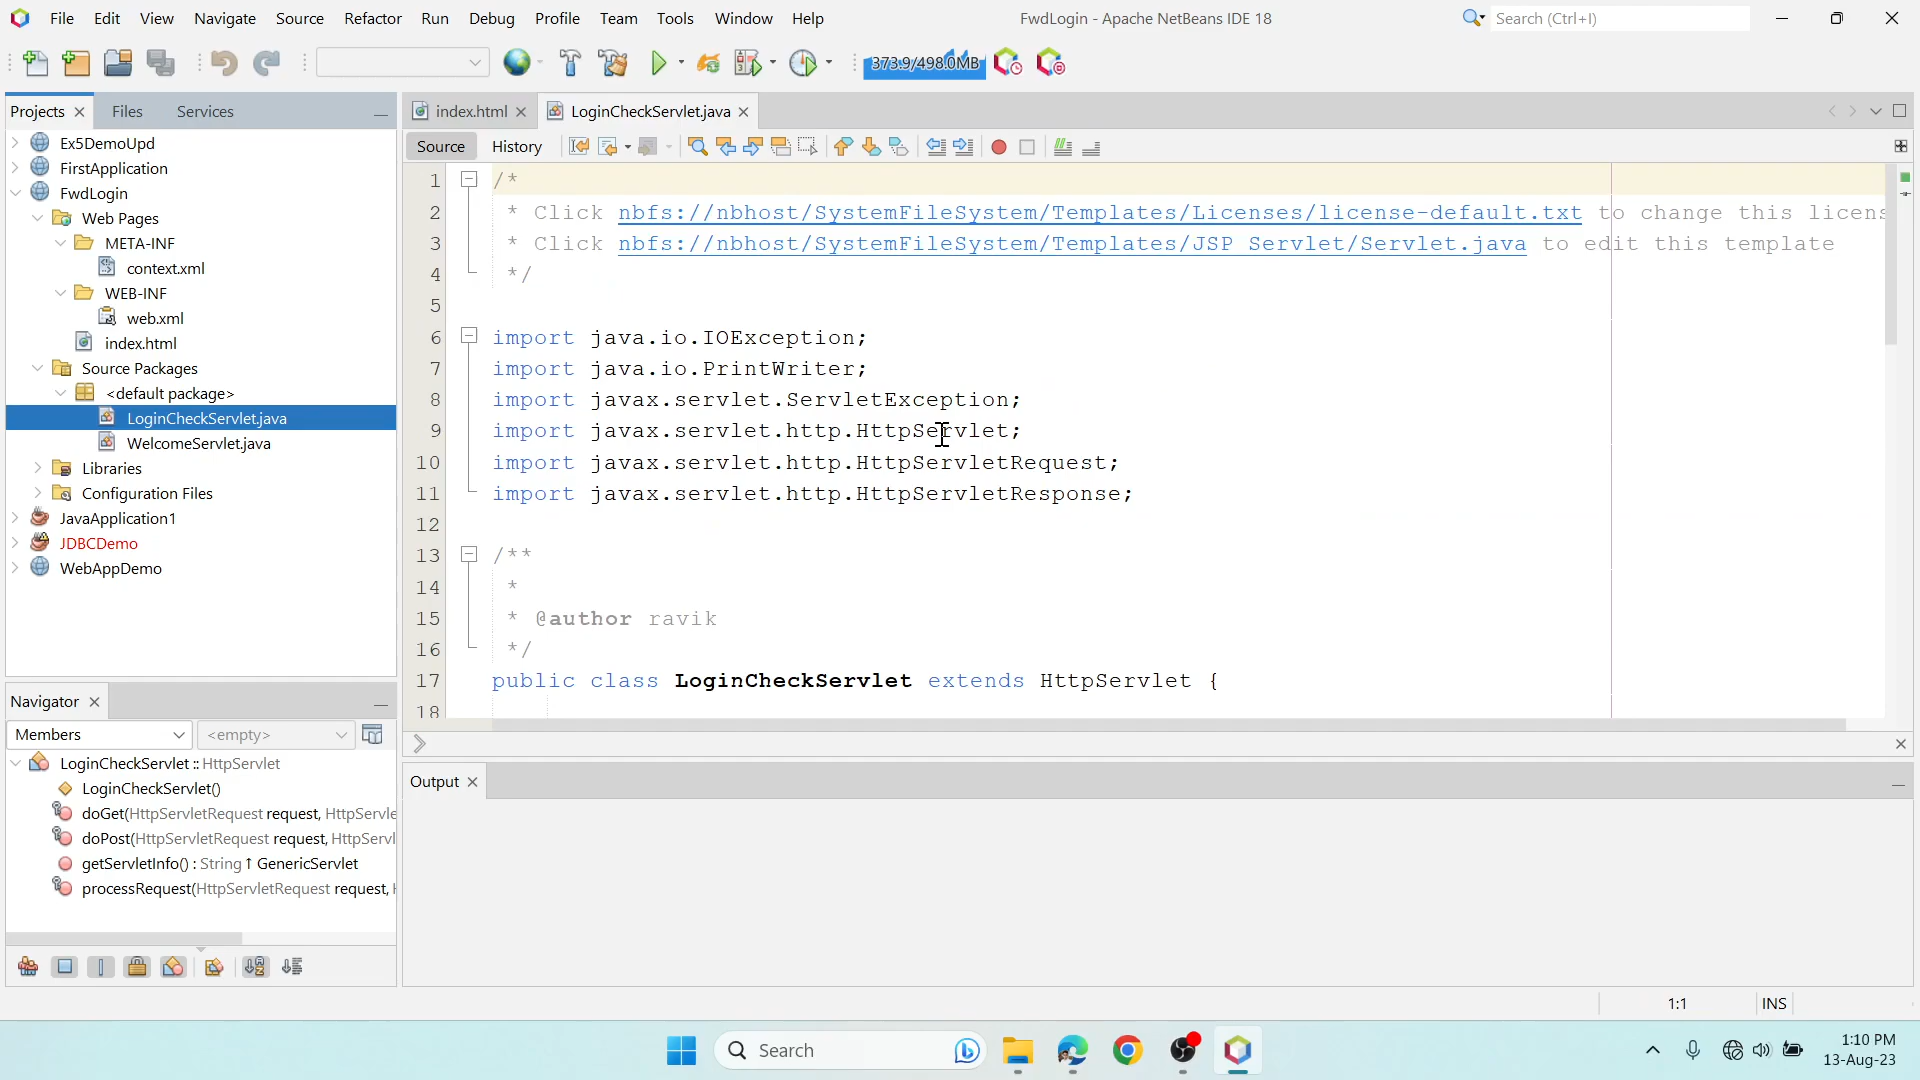 File Edit View Navigate Source Refactor Run Debug Profile Team Tools Window Help FwdLogin - Apache NetBeans IDE 18 Search (Ctrl+I)
373.9/498.0MB
Projects Files Services
index.html LoginCheckServlet.java
Source History
Ex5DemoUpd
FirstApplication
FwdLogin
Web Pages
META-INF
context.xml
WEB-INF
web.xml
index.html
Source Packages
<default package>
LoginCheckServlet.java
WelcomeServlet.java
Libraries
Configuration Files
JavaApplication1
JDBCDemo
WebAppDemo
1 /*
2 * Click nbfs://nbhost/SystemFileSystem/Templates/Licenses/license-default.txt to change this licens
3 * Click nbfs://nbhost/SystemFileSystem/Templates/JSP_Servlet/Servlet.java to edit this template
4 */
5
6 import java.io.IOException;
7 import java.io.PrintWriter;
8 import javax.servlet.ServletException;
9 import javax.servlet.http.HttpServlet;
10 import javax.servlet.http.HttpServletRequest;
11 import javax.servlet.http.HttpServletResponse;
12
13 /**
14 *
15 * @author ravik
16 */
17 public class LoginCheckServlet extends HttpServlet {
18
Navigator
Members <empty>
LoginCheckServlet :: HttpServlet
LoginCheckServlet()
doGet(HttpServletRequest request, HttpServle
doPost(HttpServletRequest request, HttpServl
getServletInfo() : String ↑ GenericServlet
processRequest(HttpServletRequest request, H
Output
1:1 INS
Search
1:10 PM
13-Aug-23